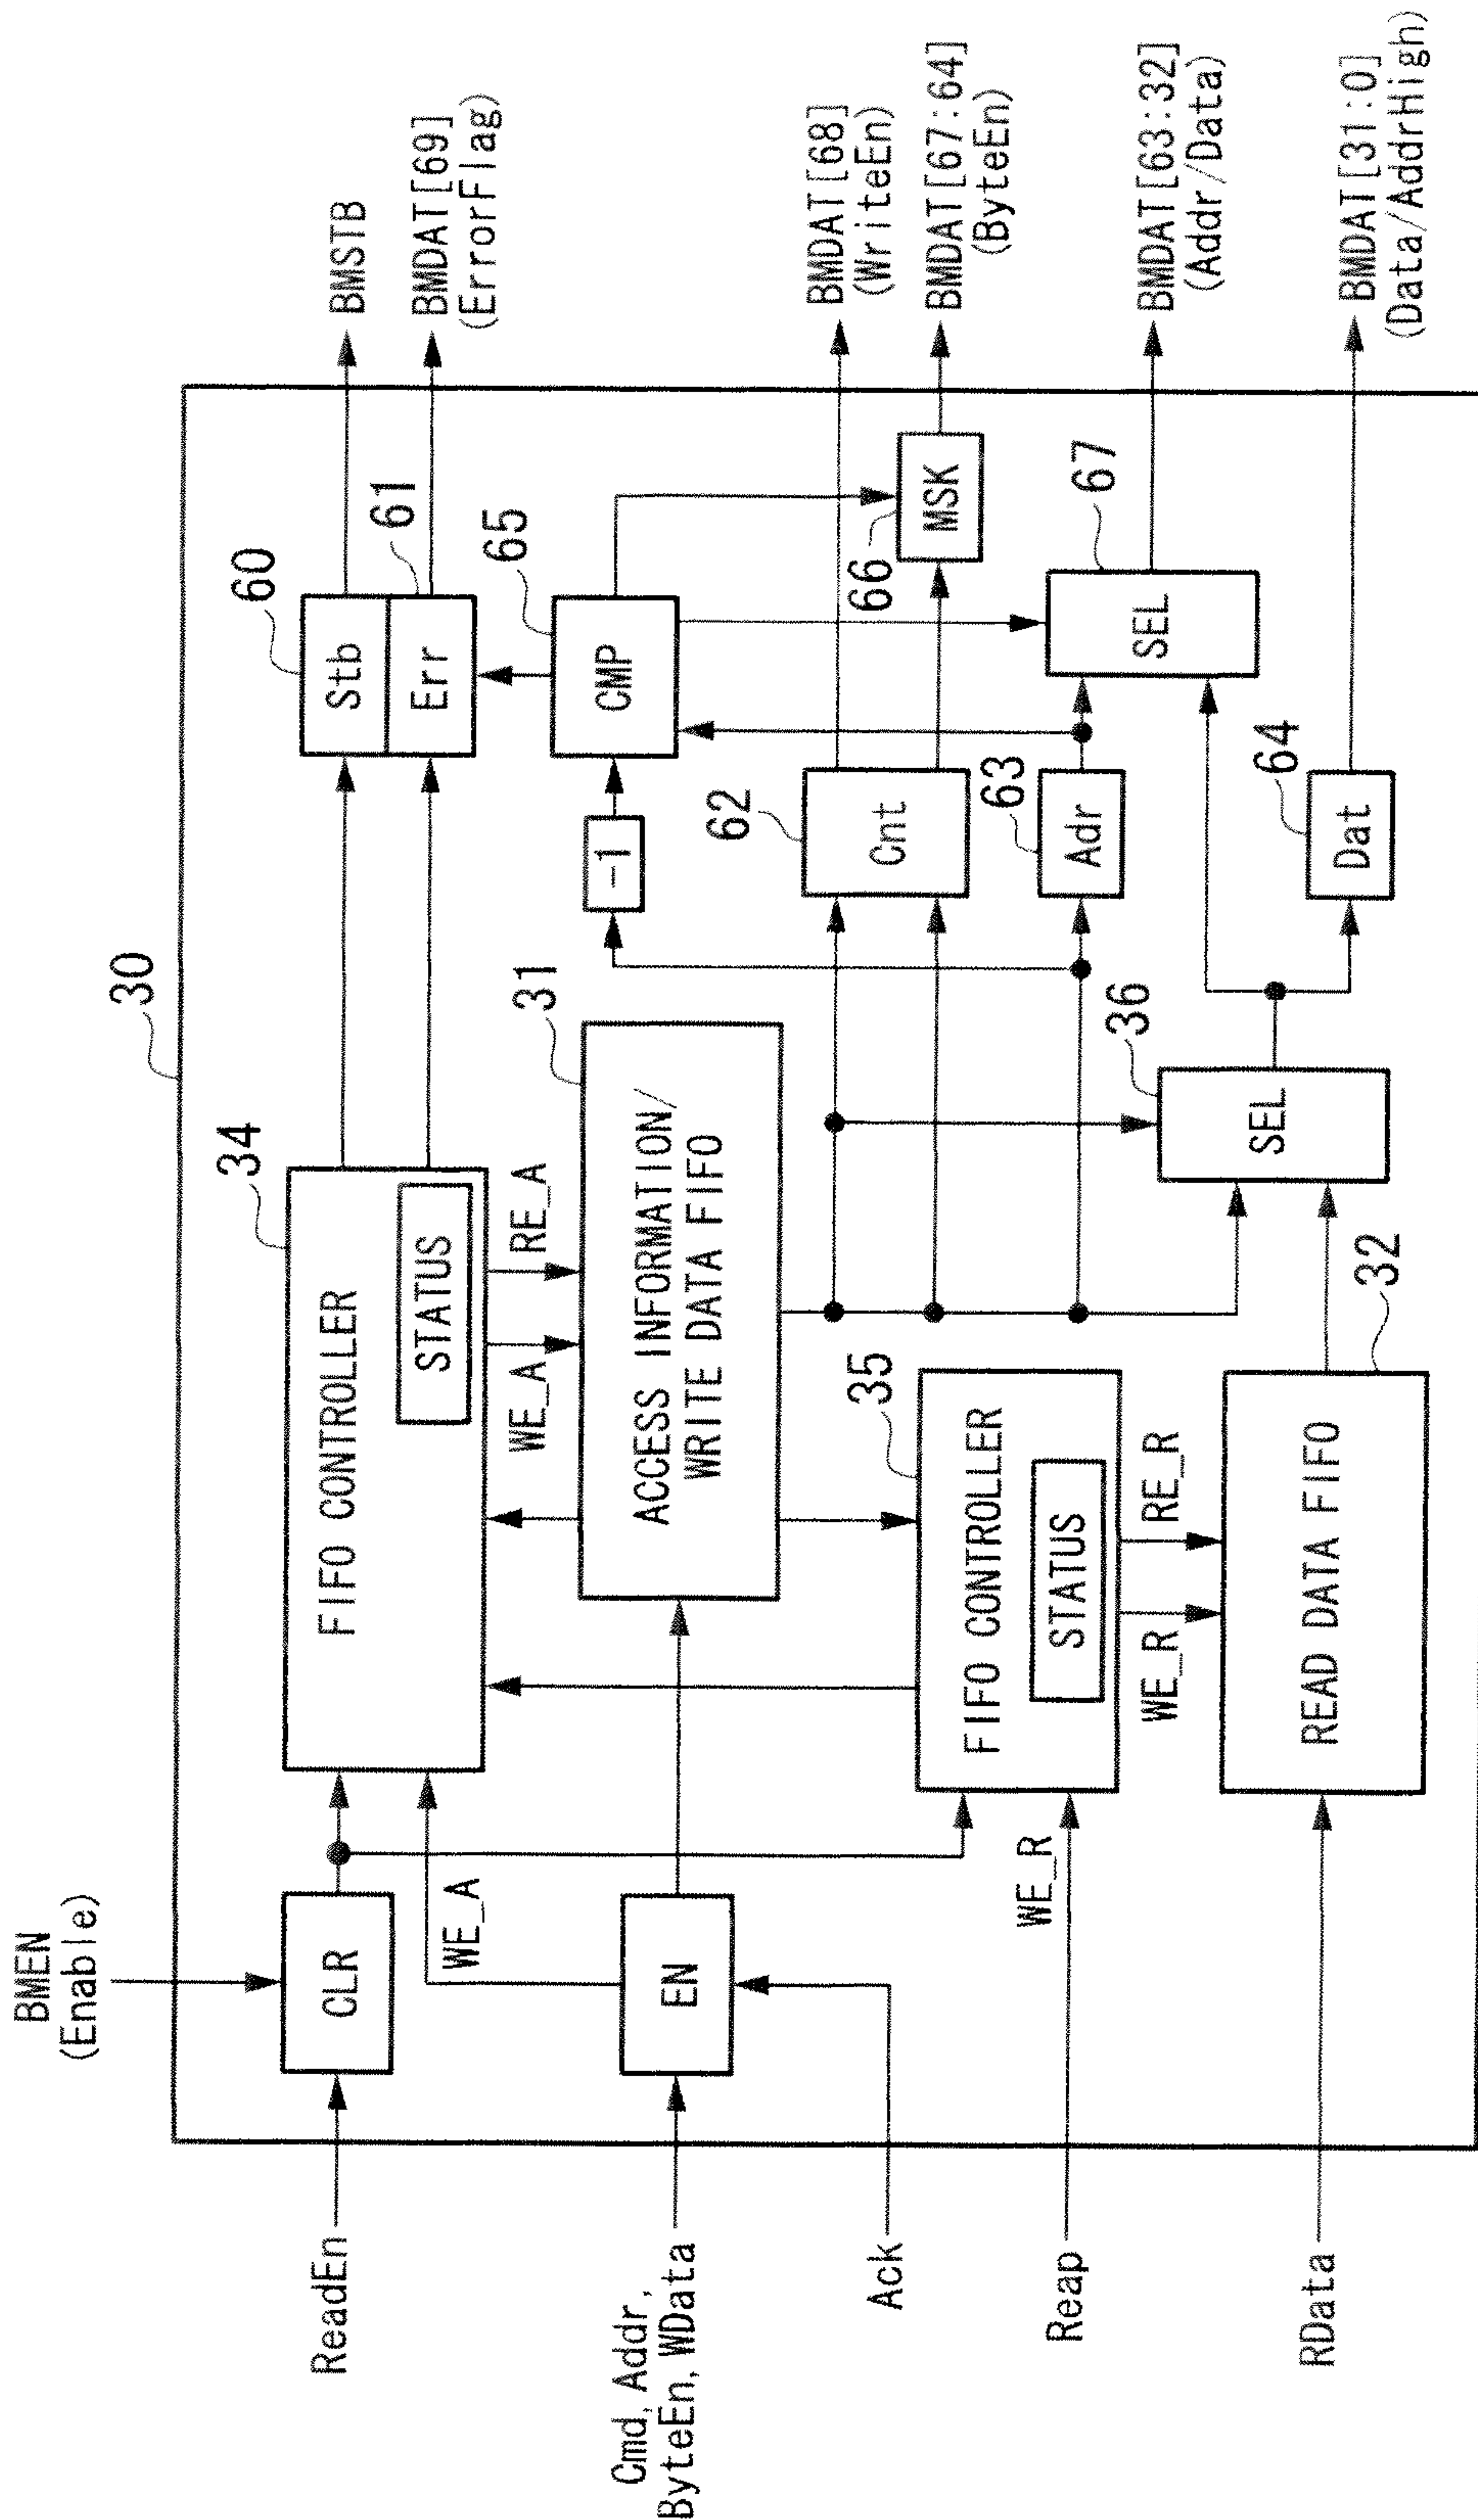 30
BMEN
(Enable)
ReadEn
CLR
34
FIFO CONTROLLER
STATUS
60
Stb
Err
61
BMSTB
BMDAT[69]
(ErrorFlag)
WE_A
WE_A
RE_A
Cmd, Addr,
ByteEn, WData
EN
31
ACCESS INFORMATION/
WRITE DATA FIFO
-1
65
CMP
Ack
35
FIFO CONTROLLER
STATUS
62
Cnt
66
MSK
BMDAT[68]
(WriteEn)
BMDAT[67:64]
(ByteEn)
Reap
WE_R
WE_R
RE_R
63
Adr
67
SEL
BMDAT[63:32]
(Addr/Data)
RData
READ DATA FIFO
32
36
SEL
64
Dat
BMDAT[31:0]
(Data/AddrHigh)